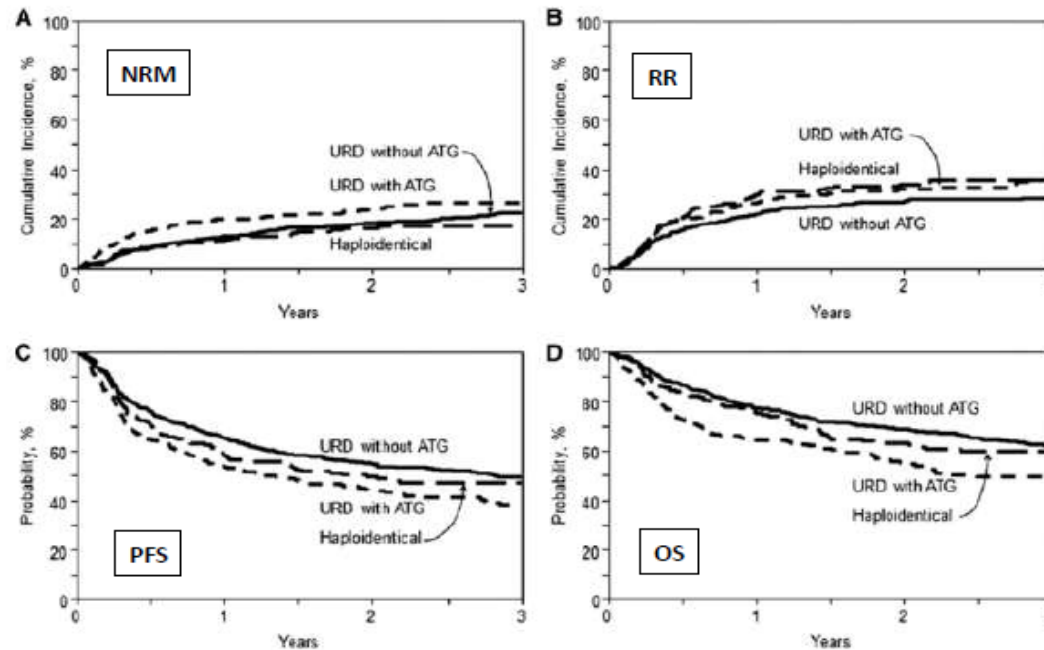 A
100
80
60
40
20
0
Cumulative Incidence, %
NRM
URD without ATG
URD with ATG
Haploidentical
0 1 2 3
Years
B
100
80
60
40
20
0
Cumulative Incidence, %
RR
URD with ATG
Haploidentical
URD without ATG
0 1 2
Years
C
100
80
60
40
20
0
Probability, %
PFS
URD without ATG
URD with ATG
Haploidentical
0 1 2 3
Years
D
100
80
60
40
20
0
Probability, %
OS
URD without ATG
URD with ATG
Haploidentical
0 1 2
Years